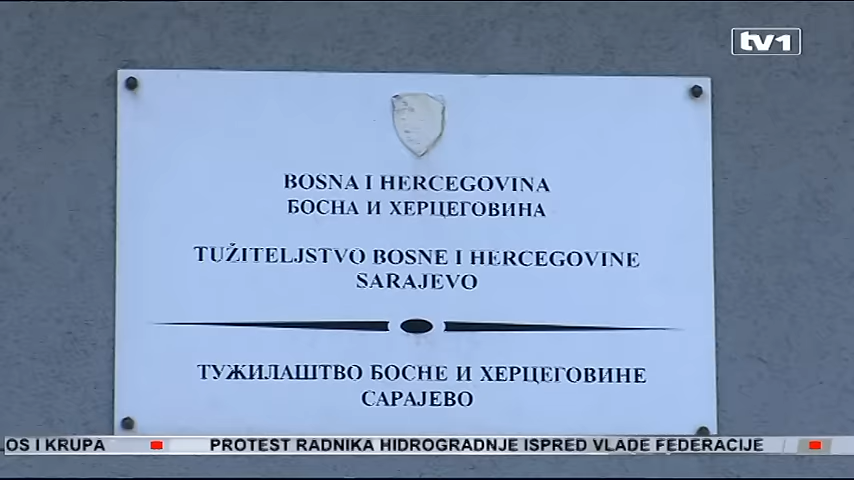 tv1
BOSNA I HERCEGOVINA
БОСНА И ХЕРЦЕГОВИНА
TUŽITELJSTVO BOSNE I HERCEGOVINE
SARAJEVO
ТУЖИЛАШТВО БОСНЕ И ХЕРЦЕГОВИНЕ
САРАЈЕВО
OS I KRUPA PROTEST RADNIKA HIDROGRADNJE ISPRED VLADE FEDERACIJE